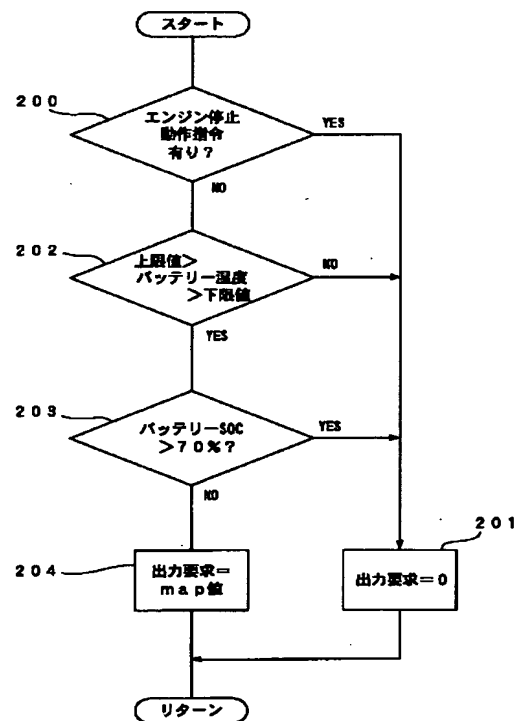 スタート
200
エンジン停止
動作指令
有り？
YES
NO
202
上限値＞
バッテリー温度
＞下限値
NO
YES
203
バッテリーSOC
＞70%？
YES
NO
204
出力要求＝
map値
201
出力要求＝0
リターン